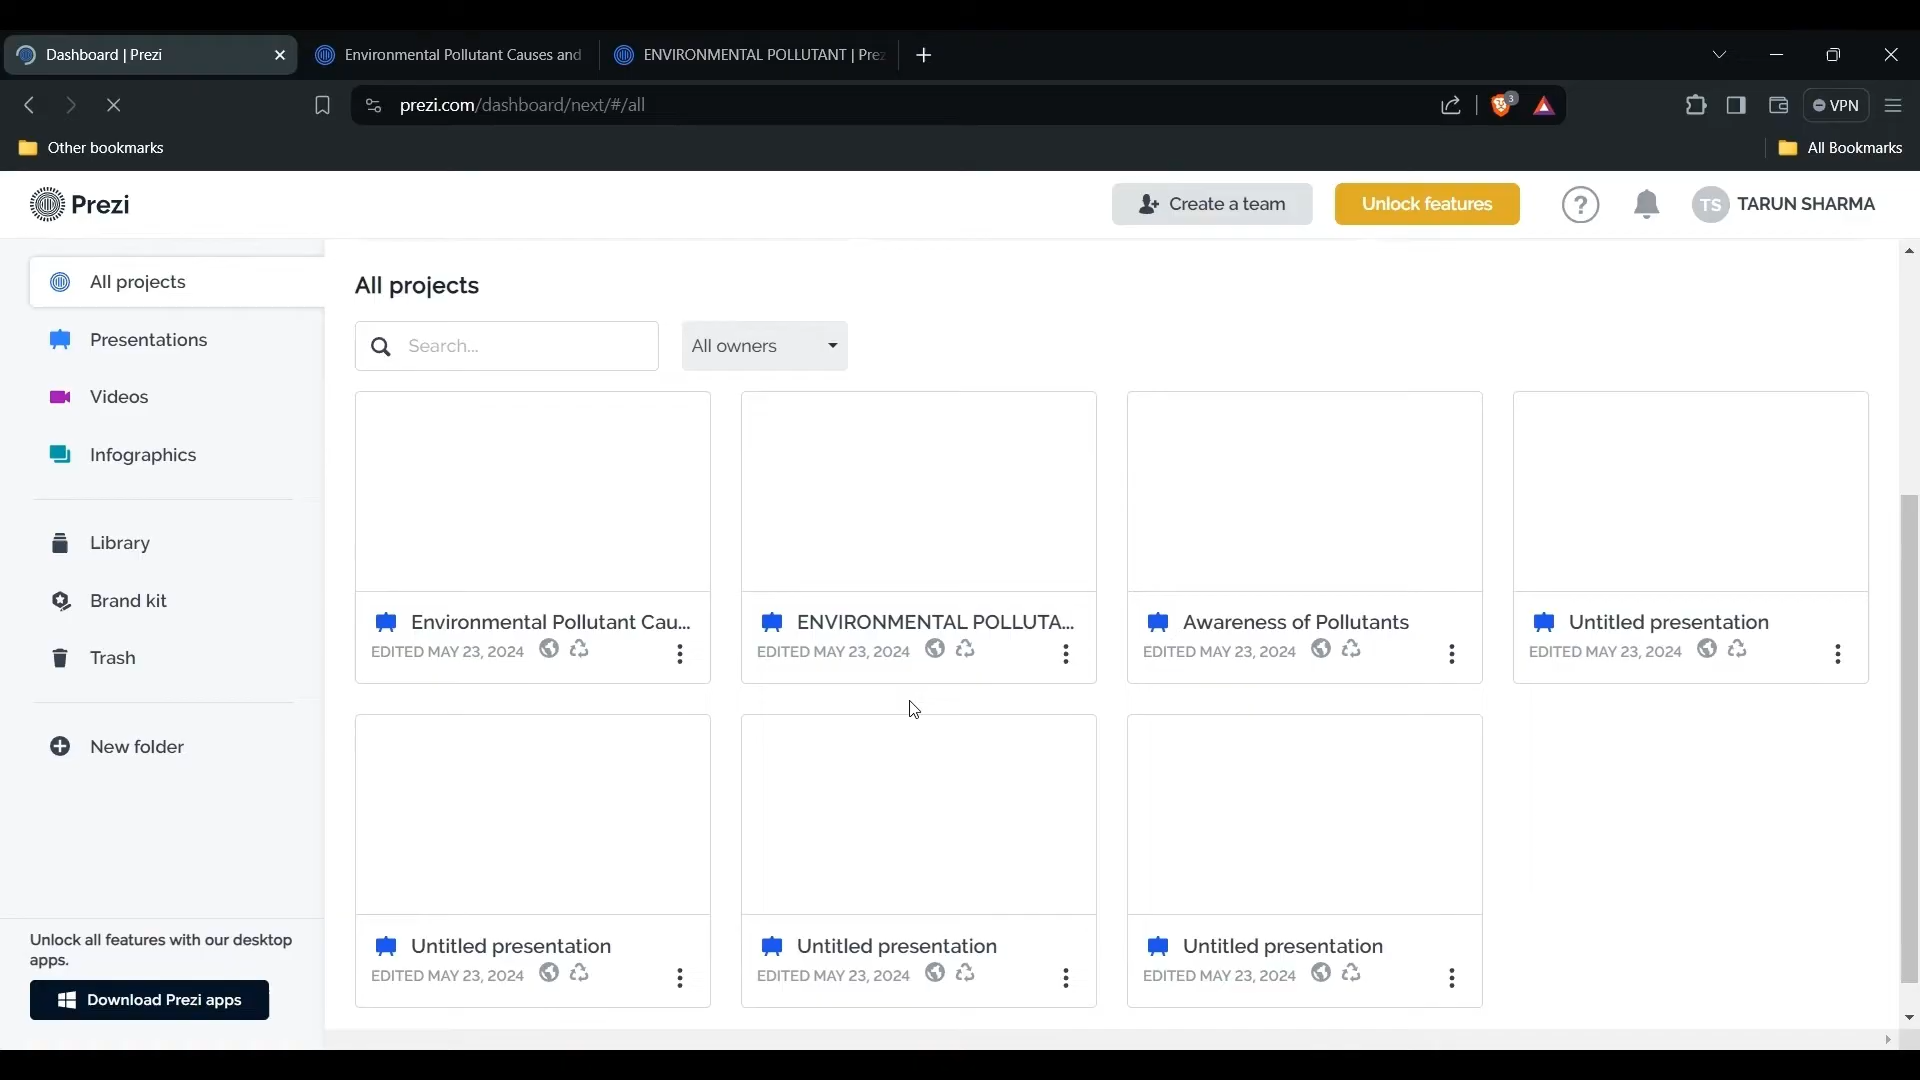 Dashboard | Prezi
Environmental Pollutant Causes and
ENVIRONMENTAL POLLUTANT | Prez
prezi.com/dashboard/next/#/all
3
VPN
Other bookmarks
All Bookmarks
Prezi
Create a team
Unlock features
?
TS
TARUN SHARMA
All projects
Presentations
Videos
Infographics
Library
Brand kit
Trash
New folder
Unlock all features with our desktop
apps.
Download Prezi apps
All projects
Search...
All owners
Environmental Pollutant Cau...
EDITED MAY 23, 2024
ENVIRONMENTAL POLLUTA...
EDITED MAY 23, 2024
Awareness of Pollutants
EDITED MAY 23, 2024
Untitled presentation
EDITED MAY 23, 2024
Untitled presentation
EDITED MAY 23, 2024
Untitled presentation
EDITED MAY 23, 2024
Untitled presentation
EDITED MAY 23, 2024